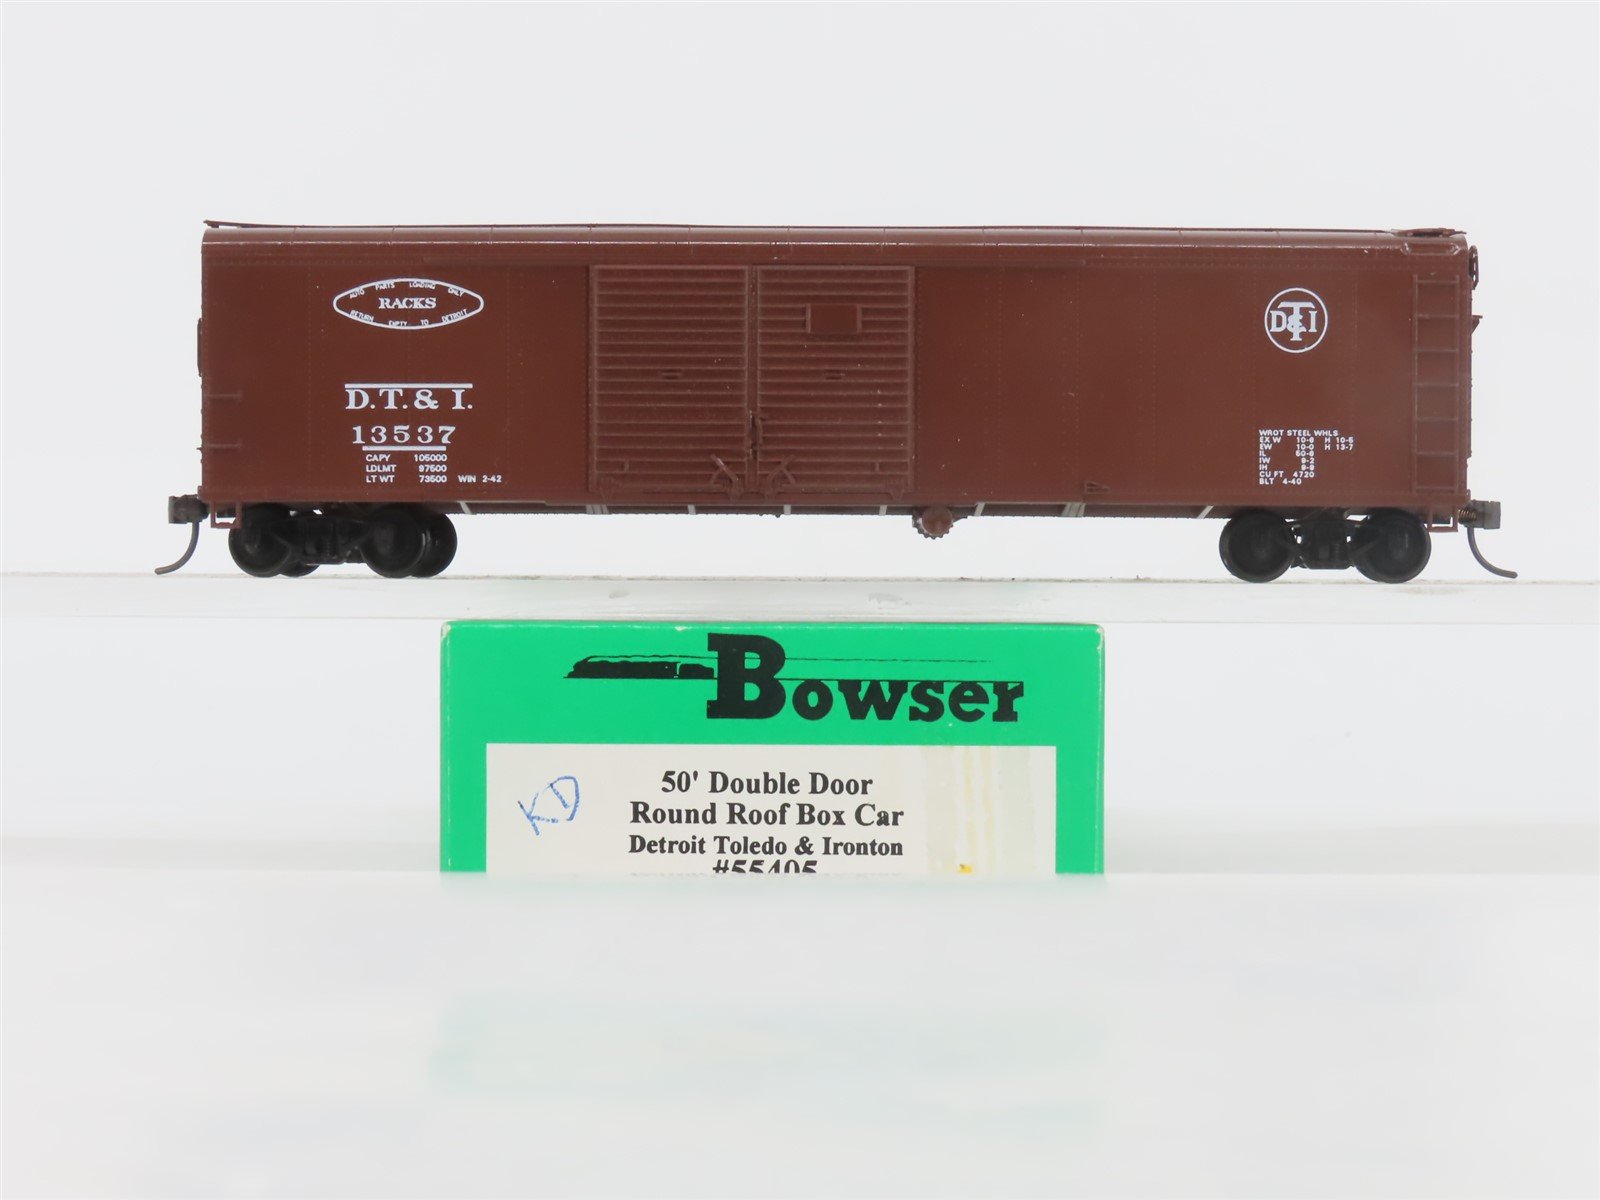 AUTO PARTS LOADING ONLY
RACKS
RETURN EMPTY TO DETROIT
D.T.& I.
13537
CAPY 105000
LDLMT 97500
LT WT 73500 WIN 2-42
D&I
T
WROT STEEL WHLS
EX W 10-6 H 10-5
EW 10-0 H 13-7
IL 50-6
IW 9-2
IH 9-9
CU FT 4720
BLT 4-40
Bowser
KD
50' Double Door
Round Roof Box Car
Detroit Toledo & Ironton
#55405